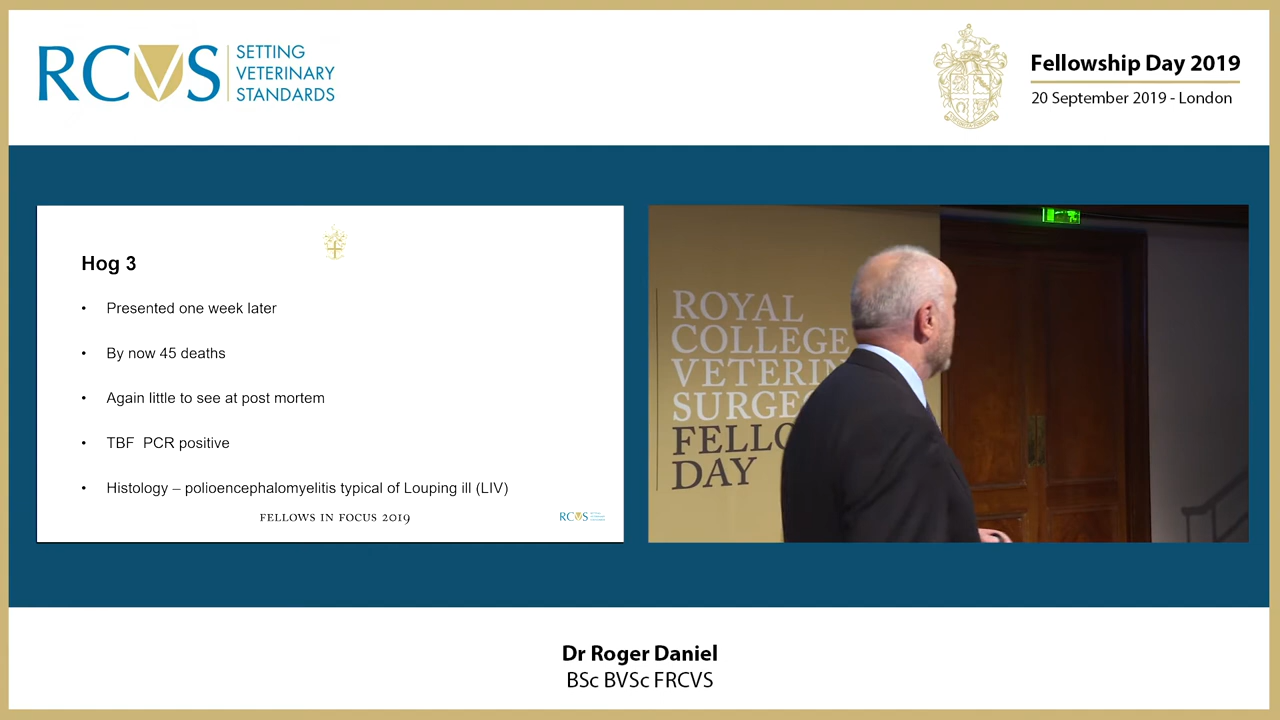 RCVS
SETTING
VETERINARY
STANDARDS
Fellowship Day 2019
20 September 2019 - London
Hog 3
• Presented one week later
• By now 45 deaths
• Again little to see at post mortem
• TBF PCR positive
• Histology – polioencephalomyelitis typical of Louping ill (LIV)
FELLOWS IN FOCUS 2019
RCVS
ROYAL
COLLEGE
VETERIN
SURGEO
FELLO
DAY
Dr Roger Daniel
BSc BVSc FRCVS